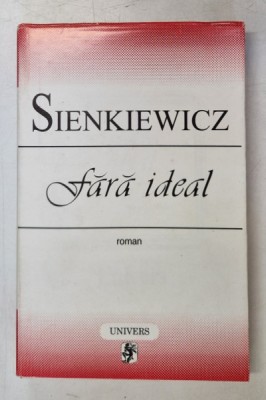 SIENKIEWICZ
fără ideal
roman
UNIVERS